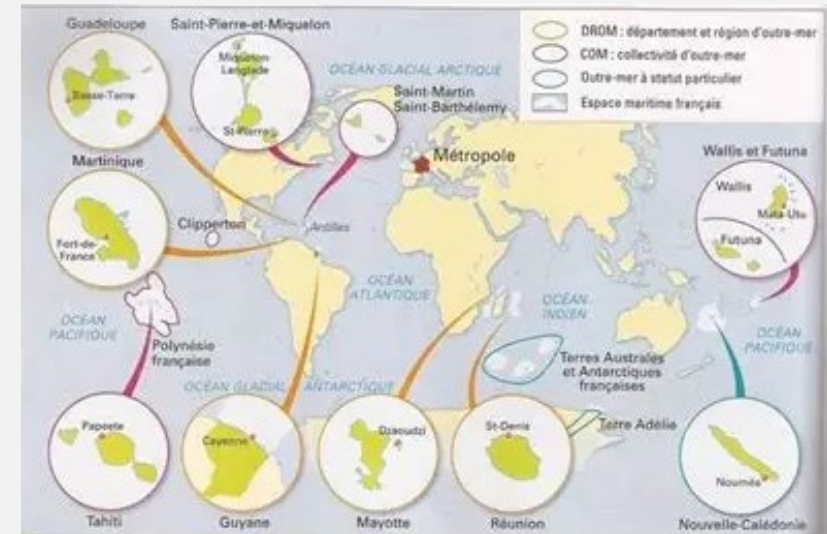 Guadeloupe
Saint-Pierre-et-Miquelon
DROM : département et région d'outre-mer
COM : collectivité d'outre-mer
Outre-mer à statut particulier
Espace maritime français
Miquelon-
Langlade
St-Pierre
Basse-Terre
OCÉAN GLACIAL ARCTIQUE
Saint-Martin
Saint-Barthélemy
Métropole
Wallis et Futuna
Wallis
Mata-Utu
Futuna
Martinique
Fort-de-
France
Clipperton
Antilles
OCÉAN
ATLANTIQUE
OCÉAN
INDIEN
OCÉAN
PACIFIQUE
OCÉAN
PACIFIQUE
Polynésie
française
Terres Australes
et Antarctiques
françaises
OCÉAN GLACIAL ANTARCTIQUE
Terre Adélie
Papeete
Cayenne
Dzaoudzi
St-Denis
Nouméa
Tahiti
Guyane
Mayotte
Réunion
Nouvelle-Calédonie